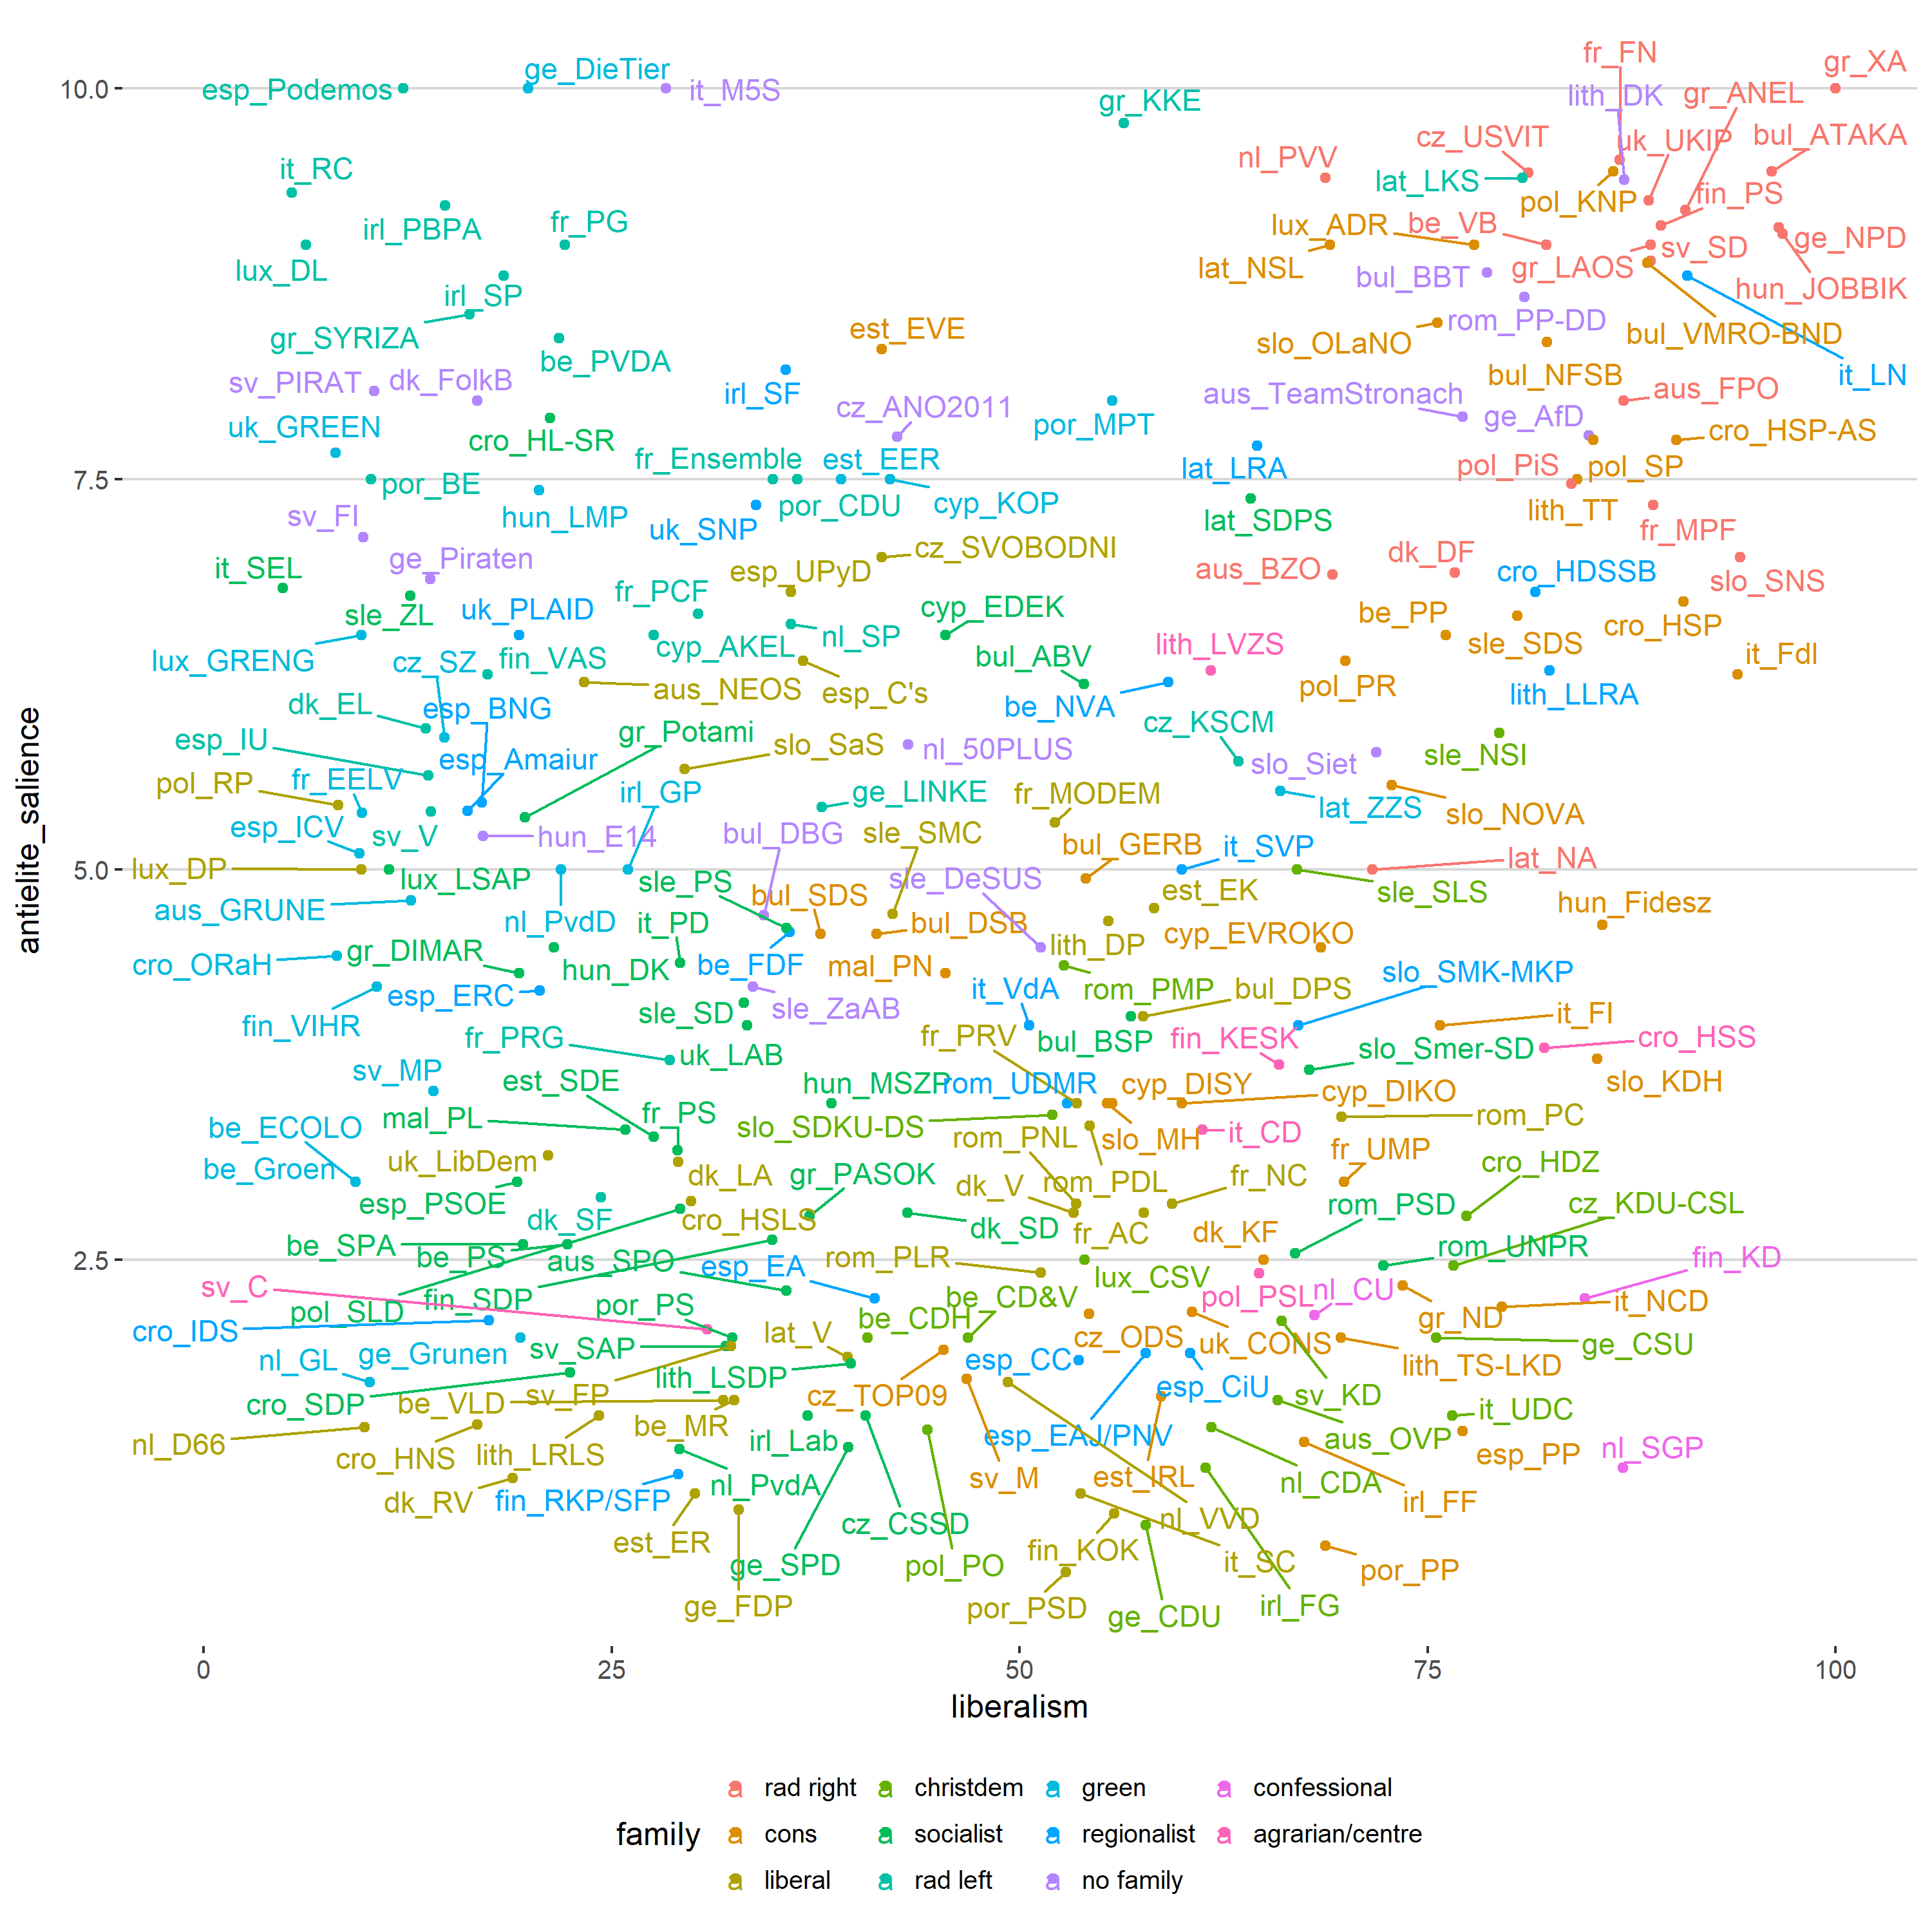 fr_FN
gr_XA
esp_Podemos
ge_DieTier
it_M5S
gr_KKE
lith_DK
gr_ANEL
10.0
cz_USVIT
uk_UKIP
bul_ATAKA
it_RC
nl_PVV
lat_LKS
pol_KNP
fin_PS
irl_PBPA
fr_PG
lux_ADR
be_VB
sv_SD
ge_NPD
lux_DL
lat_NSL
bul_BBT
gr_LAOS
hun_JOBBIK
irl_SP
gr_SYRIZA
est_EVE
slo_OLaNO
rom_PP-DD
bul_VMRO-BND
be_PVDA
it_LN
sv_PIRAT
dk_FolkB
irl_SF
cz_ANO2011
aus_TeamStronach
bul_NFSB
aus_FPO
uk_GREEN
cro_HL-SR
por_MPT
ge_AfD
cro_HSP-AS
fr_Ensemble
est_EER
lat_LRA
pol_PiS
pol_SP
7.5
por_BE
hun_LMP
por_CDU
cyp_KOP
lat_SDPS
lith_TT
sv_FI
uk_SNP
fr_MPF
it_SEL
ge_Piraten
esp_UPyD
cz_SVOBODNI
aus_BZO
dk_DF
cro_HDSSB
slo_SNS
sle_ZL
uk_PLAID
fr_PCF
nl_SP
cyp_EDEK
be_PP
sle_SDS
cro_HSP
lux_GRENG
cz_SZ
fin_VAS
cyp_AKEL
bul_ABV
lith_LVZS
it_FdI
dk_EL
esp_BNG
aus_NEOS
esp_C's
be_NVA
pol_PR
lith_LLRA
esp_IU
gr_Potami
slo_SaS
nl_50PLUS
cz_KSCM
slo_Siet
sle_NSI
pol_RP
fr_EELV
esp_Amaiur
irl_GP
ge_LINKE
fr_MODEM
lat_ZZS
slo_NOVA
esp_ICV
sv_V
hun_E14
bul_DBG
sle_SMC
bul_GERB
it_SVP
lat_NA
5.0
lux_DP
lux_LSAP
sle_PS
bul_SDS
sle_DeSUS
est_EK
sle_SLS
hun_Fidesz
aus_GRUNE
nl_PvdD
it_PD
bul_DSB
lith_DP
cyp_EVROKO
cro_ORaH
gr_DIMAR
hun_DK
be_FDF
mal_PN
slo_SMK-MKP
fin_VIHR
esp_ERC
sle_SD
sle_ZaAB
it_VdA
rom_PMP
bul_DPS
it_FI
fr_PRG
uk_LAB
fr_PRV
bul_BSP
fin_KESK
slo_Smer-SD
cro_HSS
sv_MP
est_SDE
hun_MSZP
rom_UDMR
cyp_DISY
cyp_DIKO
slo_KDH
be_ECOLO
mal_PL
fr_PS
slo_SDKU-DS
rom_PNL
slo_MH
it_CD
rom_PC
be_Groen
uk_LibDem
dk_LA
gr_PASOK
dk_V
rom_PDL
fr_NC
fr_UMP
cro_HDZ
esp_PSOE
dk_SF
cro_HSLS
dk_SD
fr_AC
dk_KF
rom_PSD
cz_KDU-CSL
2.5
be_SPA
be_PS
aus_SPO
esp_EA
rom_PLR
lux_CSV
rom_UNPR
fin_KD
sv_C
pol_SLD
fin_SDP
por_PS
be_CDH
be_CD&V
pol_PSL
nl_CU
gr_ND
it_NCD
cro_IDS
nl_GL
ge_Grunen
sv_SAP
lat_V
cz_ODS
uk_CONS
lith_TS-LKD
ge_CSU
cro_SDP
be_VLD
sv_FP
lith_LSDP
cz_TOP09
esp_CC
esp_CiU
sv_KD
it_UDC
nl_D66
cro_HNS
lith_LRLS
be_MR
irl_Lab
esp_EAJ/PNV
aus_OVP
esp_PP
nl_SGP
dk_RV
fin_RKP/SFP
nl_PvdA
sv_M
est_IRL
nl_CDA
irl_FF
est_ER
cz_CSSD
nl_VVD
ge_SPD
pol_PO
fin_KOK
it_SC
por_PP
ge_FDP
por_PSD
ge_CDU
irl_FG
antielite_salience
0 25 50 75 100
liberalism
family
a rad right a christdem a green a confessional
a cons a socialist a regionalist a agrarian/centre
a liberal a rad left a no family